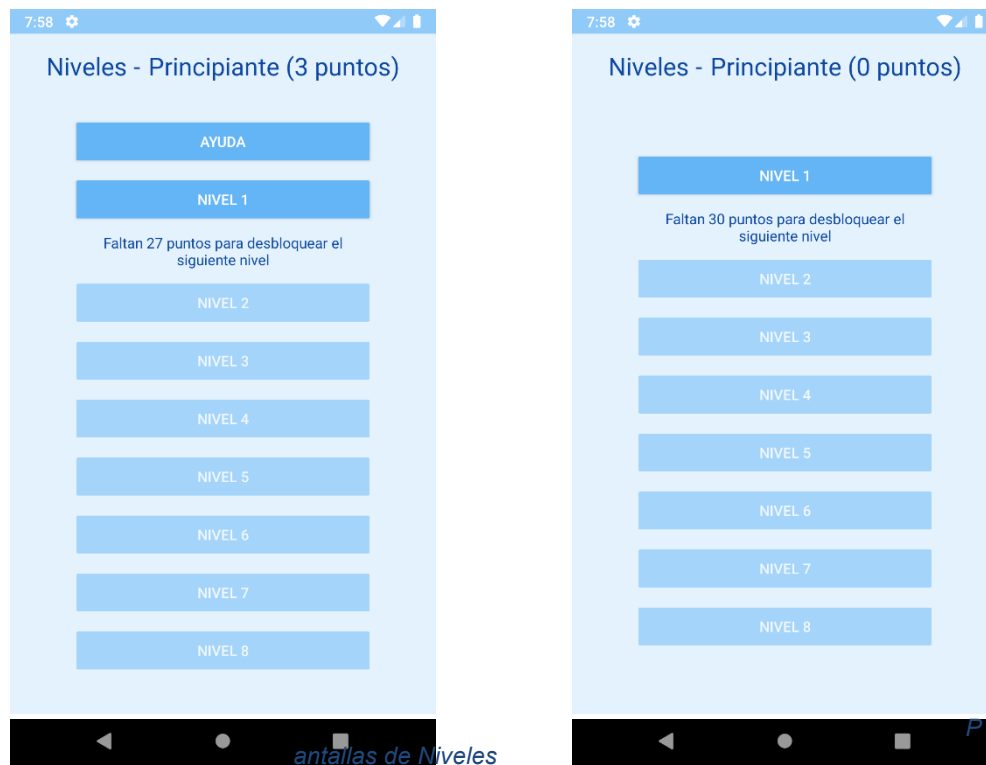 7:58
Niveles - Principiante (3 puntos)
AYUDA
NIVEL 1
Faltan 27 puntos para desbloquear el
siguiente nivel
NIVEL 2
NIVEL 3
NIVEL 4
NIVEL 5
NIVEL 6
NIVEL 7
NIVEL 8
7:58
Niveles - Principiante (0 puntos)
NIVEL 1
Faltan 30 puntos para desbloquear el
siguiente nivel
NIVEL 2
NIVEL 3
NIVEL 4
NIVEL 5
NIVEL 6
NIVEL 7
NIVEL 8
P
antallas de Niveles